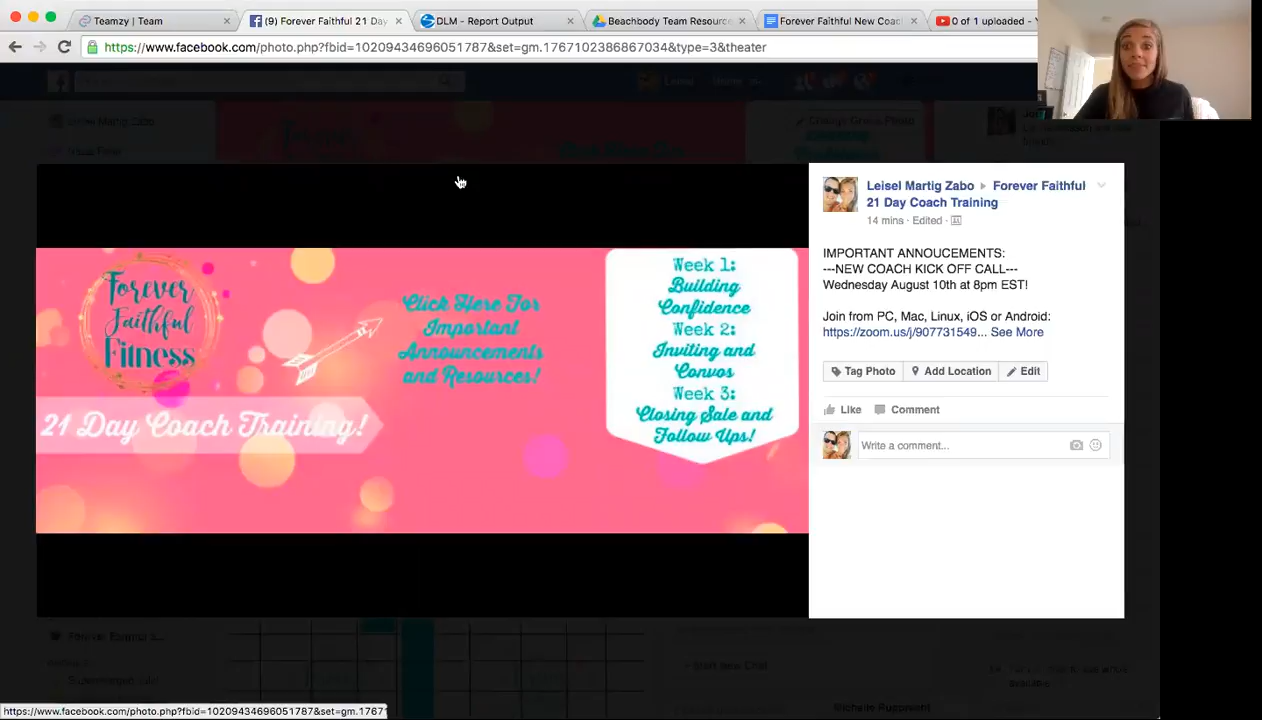 Teamzy | Team
(9) Forever Faithful 21 Day
DLM - Report Output
Beachbody Team Resource
Forever Faithful New Coac
0 of 1 uploaded - Y
https://www.facebook.com/photo.php?fbid=10209434696051787&set=gm.1767102386867034&type=3&theater
Forever
Faithful
Fitness
21 Day Coach Training!
Click Here For
Important
Announcements
and Resources!
Week 1:
Building
Confidence
Week 2:
Inviting and
Convos
Week 3:
Closing Sale and
Follow Ups!
Leisel Martig Zabo ▸ Forever Faithful
21 Day Coach Training
14 mins · Edited ·
IMPORTANT ANNOUCEMENTS:
---NEW COACH KICK OFF CALL---
Wednesday August 10th at 8pm EST!
Join from PC, Mac, Linux, iOS or Android:
https://zoom.us/j/907731549... See More
Tag Photo
Add Location
Edit
Like
Comment
Write a comment...
https://www.facebook.com/photo.php?fbid=10209434696051787&set=gm.17671